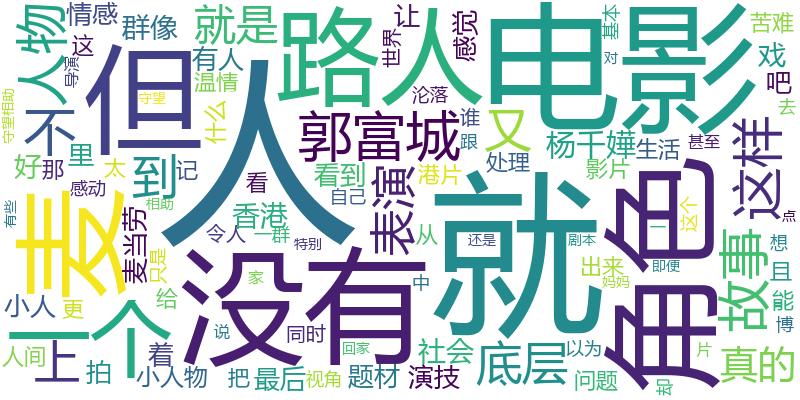 人物
情感
群像
就是
路人
让
世界
感觉
电影
基本
对
苦难
戏
吧
去
守望相助
导演
这
但
守望
有人
温情
什么
人
沦落
谁
跟
又
处理
杨千嬅
影片
生活
甚至
这样
不
好
那
里
太
到
记
看
郭富城
看到
港片
自己
表演
角色
有些
麦
感动
麦当劳
相助
只是
香港
令人
一群
特别
从
还是
就
剧本
一
这个
点
故事
想
且
能
博
小人
更
一个
给
没有
家
中
出来
即便
妈妈
人间
上
着
拍
小人物
说
把
回家
同时
最后
视角
题材
社会
演技
底层
以为
问题
片
却
真的